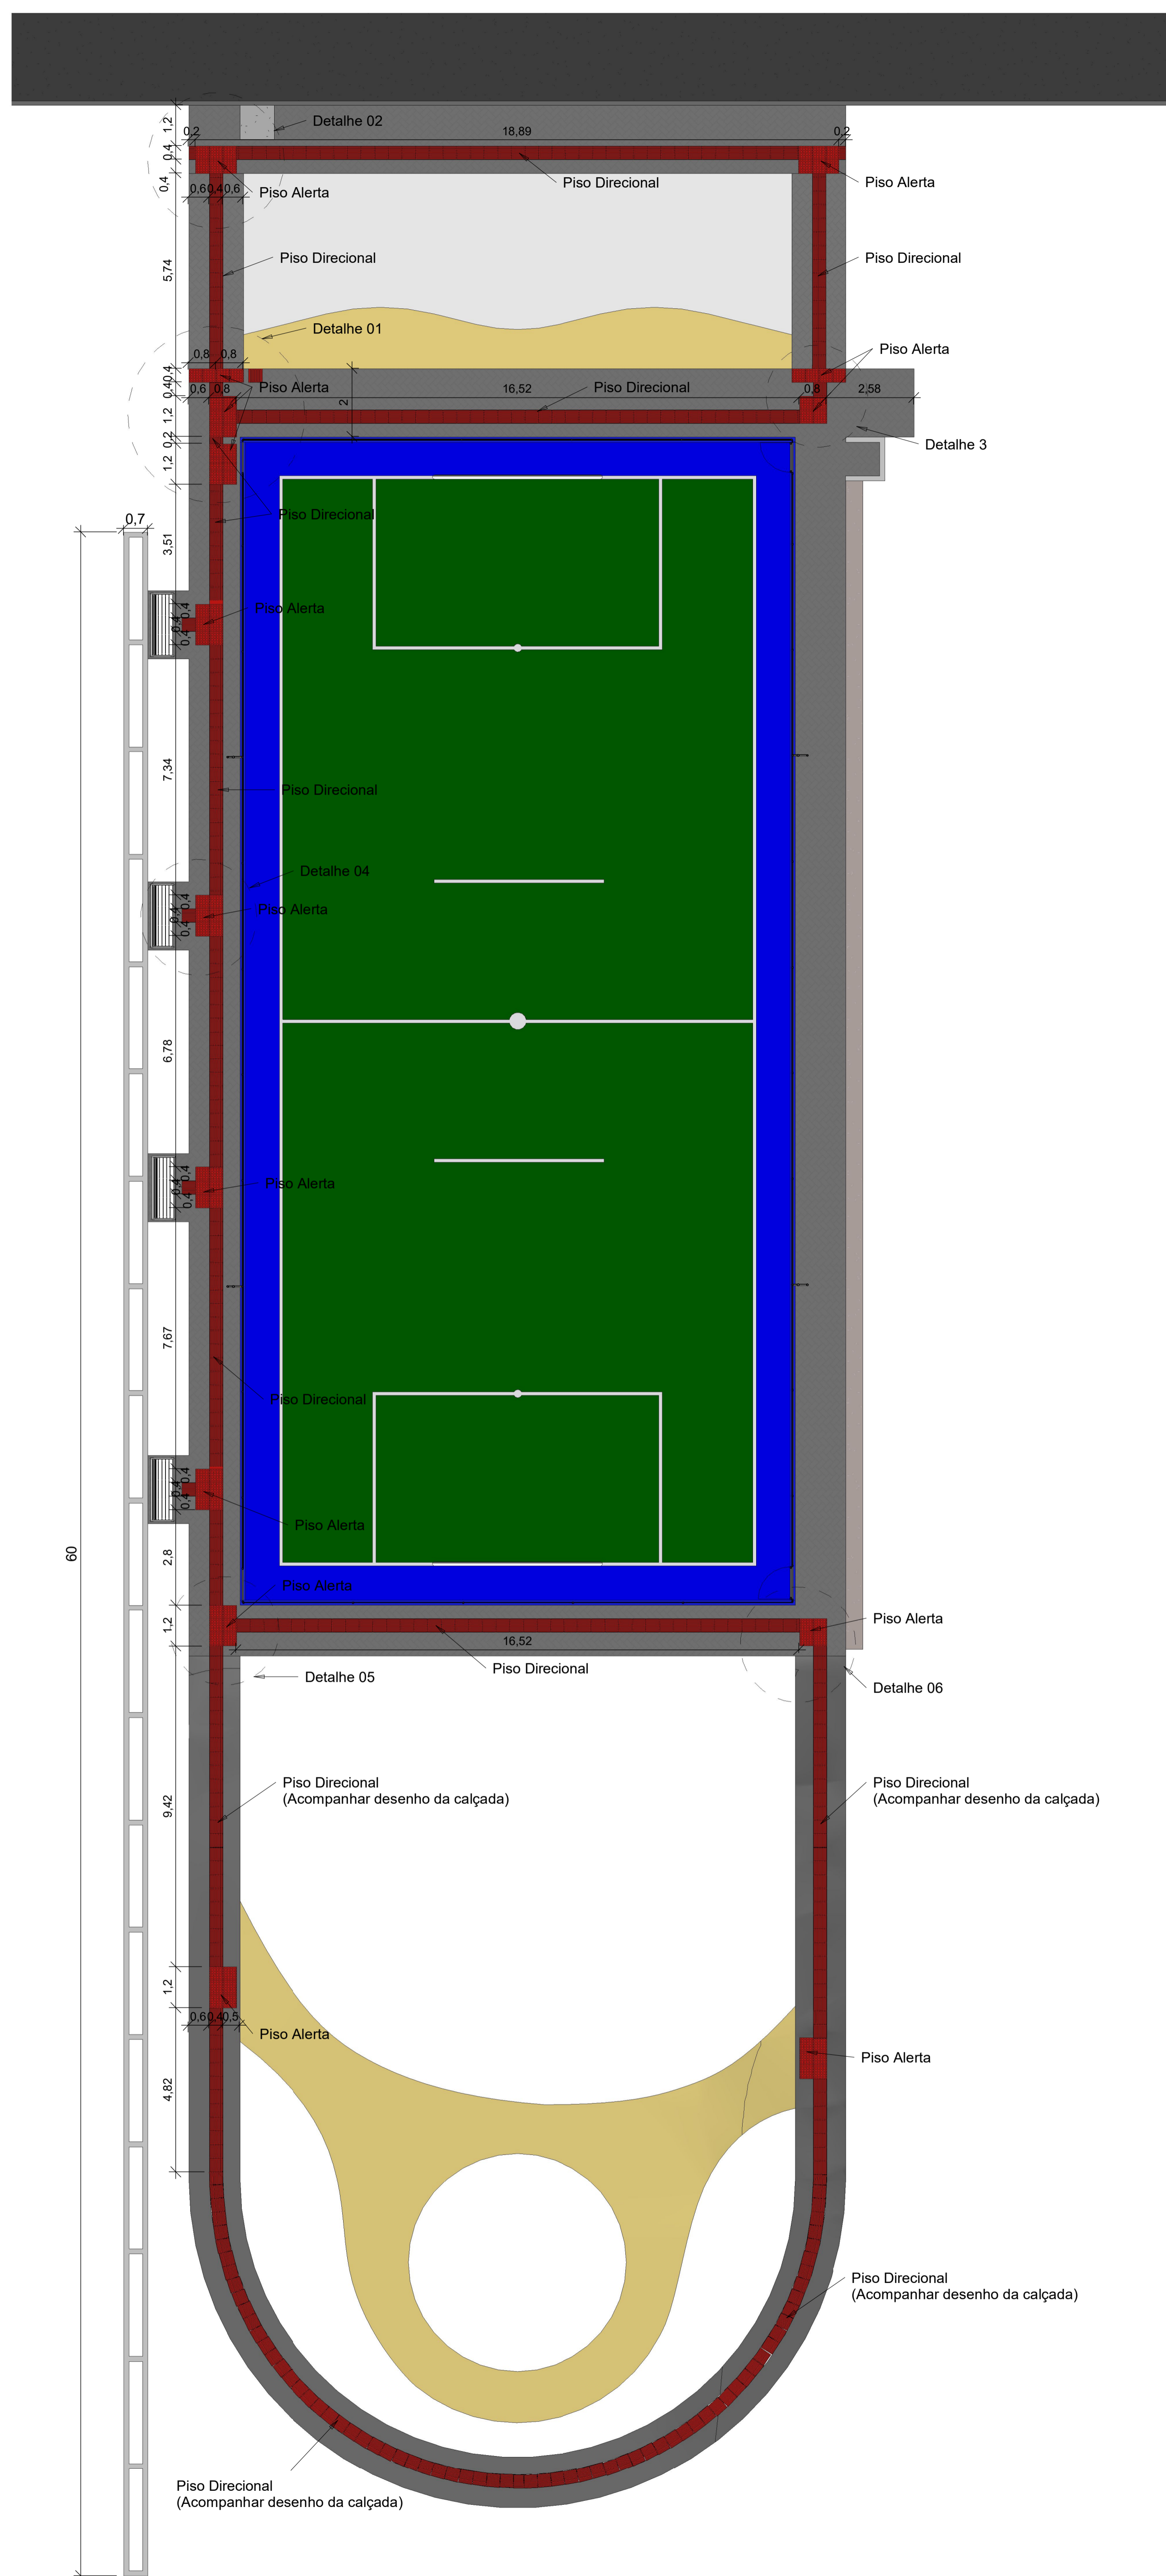 Detalhe 02
1,2
0,2
18,89
0,2
0,4
0,4
Piso Direcional
Piso Alerta
Piso Alerta
0,6
0,4
0,6
5,74
Piso Direcional
Piso Direcional
Detalhe 01
Piso Alerta
0,8
0,8
0,4
0,4
Piso Alerta
Piso Direcional
0,6
0,8
16,52
0,8
2,58
2
1,2
0,2
1,2
Detalhe 3
Piso Direcional
0,7
3,51
Piso Alerta
0,4
0,4
0,4
7,34
Piso Direcional
Detalhe 04
Piso Alerta
0,4
0,4
0,4
6,78
Piso Alerta
0,4
0,4
0,4
7,67
Piso Direcional
0,4
0,4
0,4
Piso Alerta
60
2,8
Piso Alerta
1,2
Piso Alerta
16,52
Piso Direcional
Detalhe 05
Detalhe 06
Piso Direcional
(Acompanhar desenho da calçada)
Piso Direcional
(Acompanhar desenho da calçada)
9,42
1,2
0,6
0,4
0,5
Piso Alerta
Piso Alerta
4,82
Piso Direcional
(Acompanhar desenho da calçada)
Piso Direcional
(Acompanhar desenho da calçada)